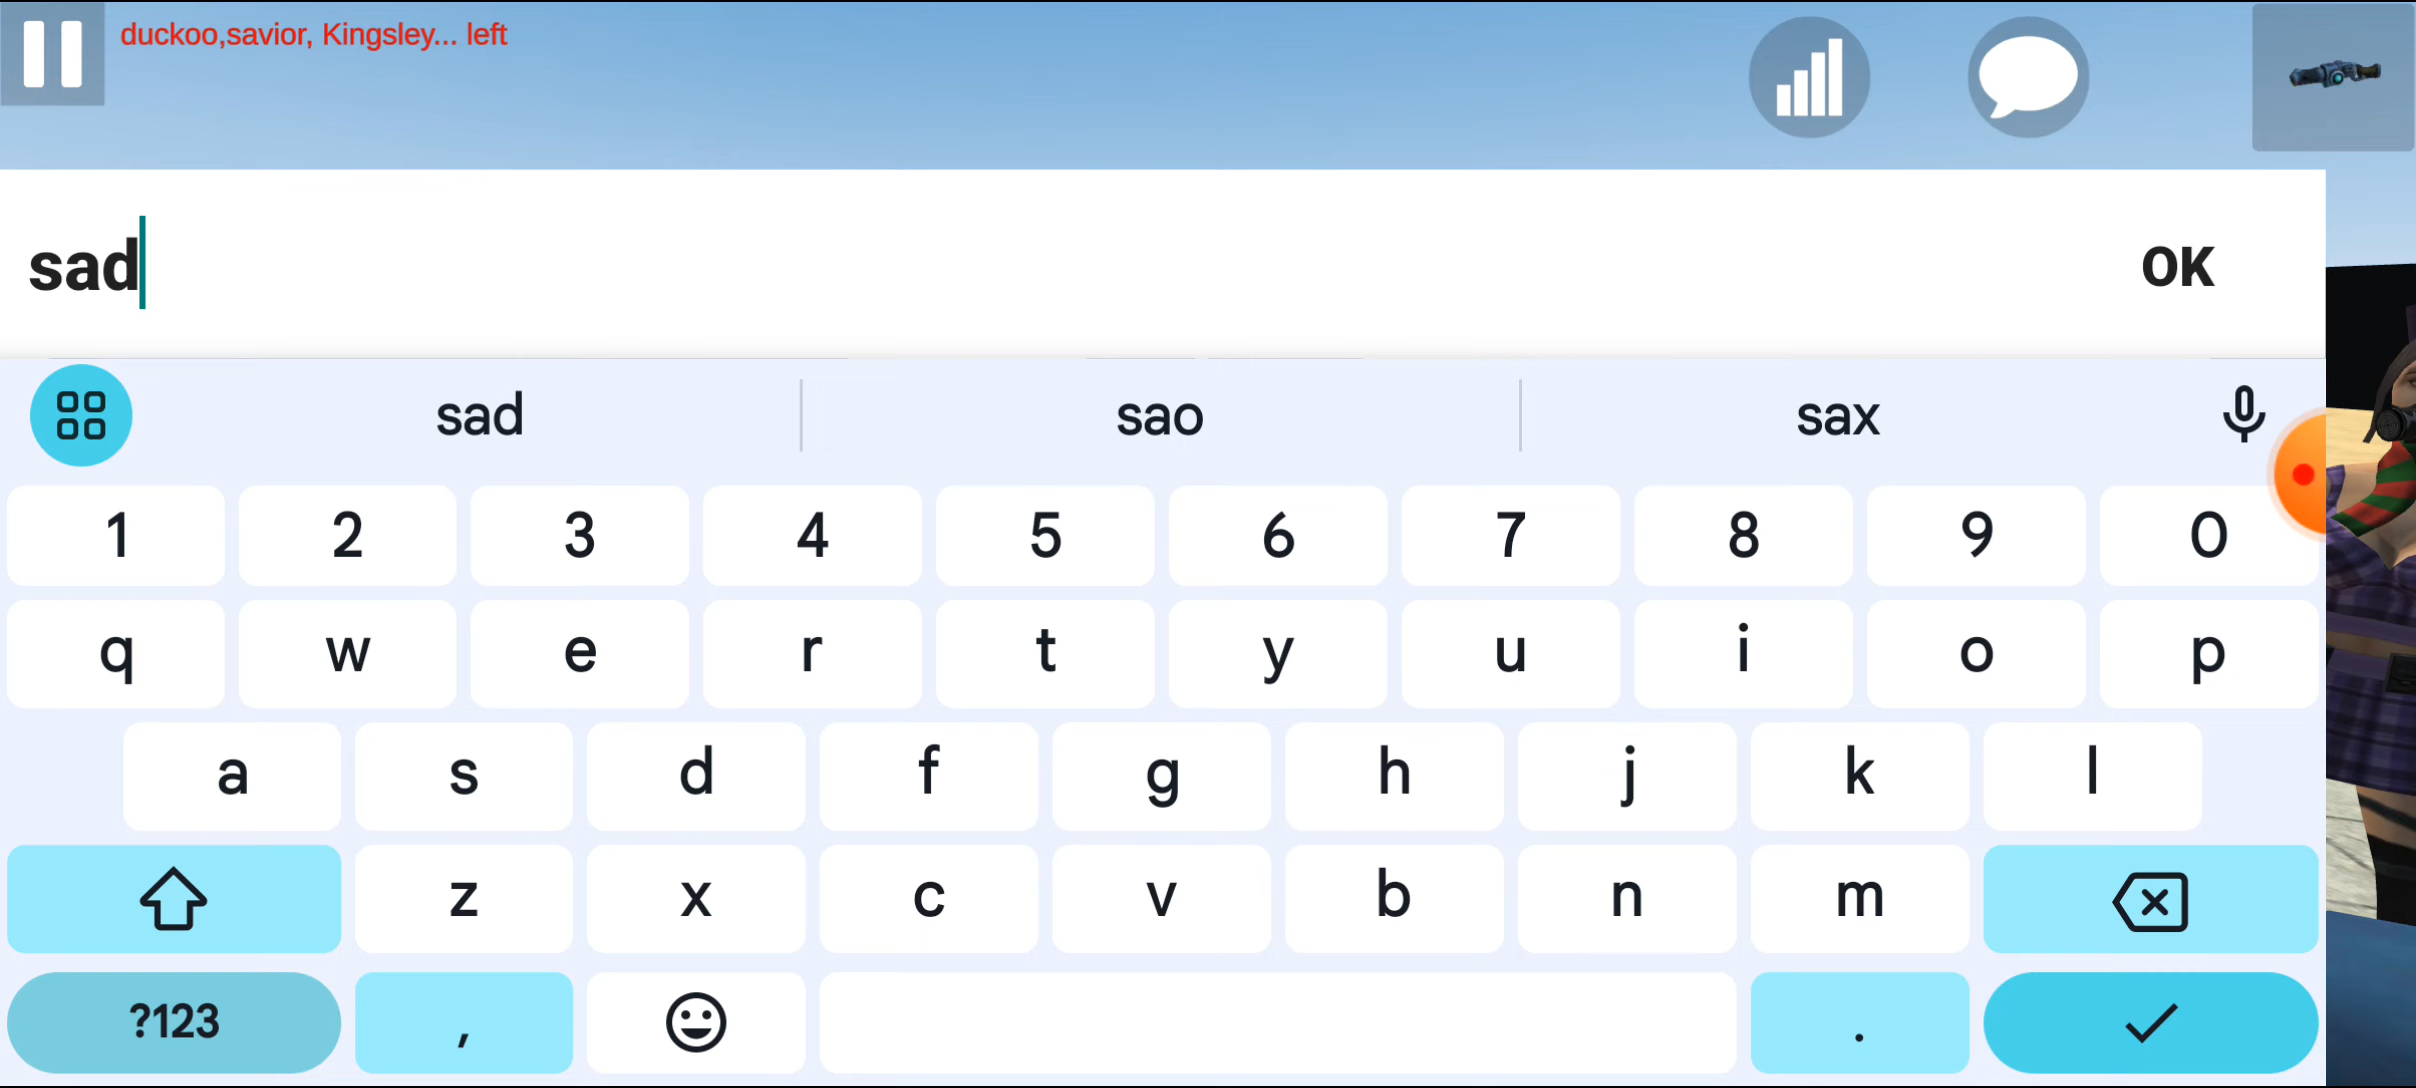 duckoo,savior, Kingsley... left
sad
OK
sad sao sax
1 2 3 4 5 6 7 8 9 0
q w e r t y u i o p
a s d f g h j k l
z x c v b n m
?123 , .